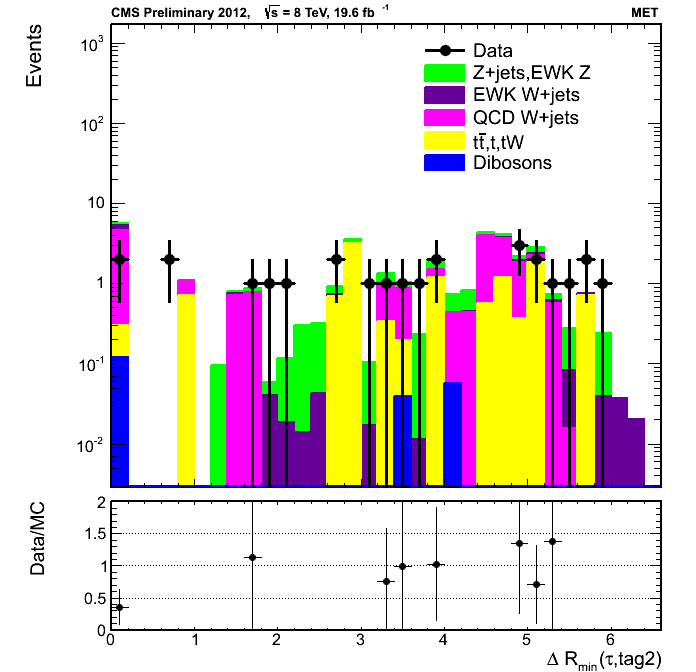 CMS Preliminary 2012, √s = 8 TeV, 19.6 fb⁻¹ MET
Events
Data
Z+jets,EWK Z
EWK W+jets
QCD W+jets
tt̄,t,tW
Dibosons
10³
10²
10
1
10⁻¹
10⁻²
Data/MC
2
1.5
1
0.5
0
0 1 2 3 4 5 6
Δ R_min(τ,tag2)